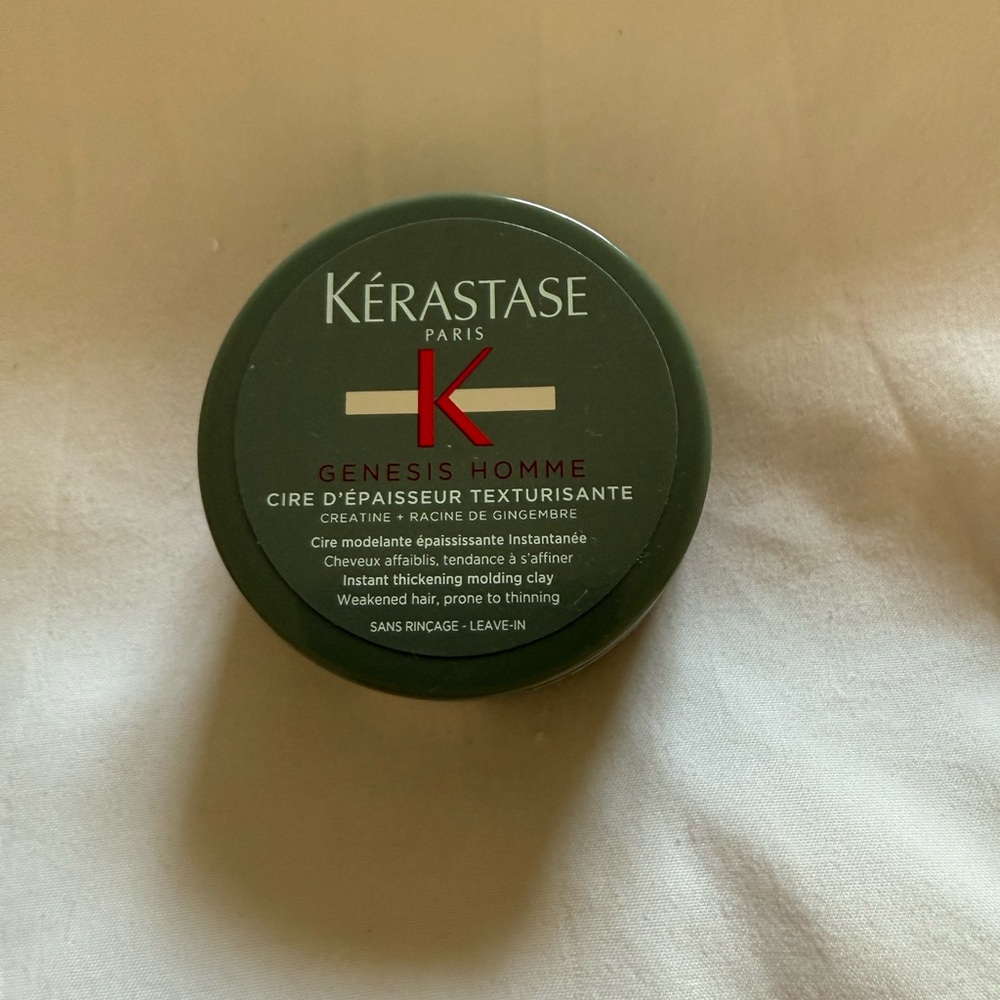 KÉRASTASE
PARIS
K
GENESIS HOMME
CIRE D'ÉPAISSEUR TEXTURISANTE
CREATINE + RACINE DE GINGEMBRE
Cire modelante épaississante Instantanée
Cheveux affaiblis, tendance à s'affiner
Instant thickening molding clay
Weakened hair, prone to thinning
SANS RINÇAGE - LEAVE-IN